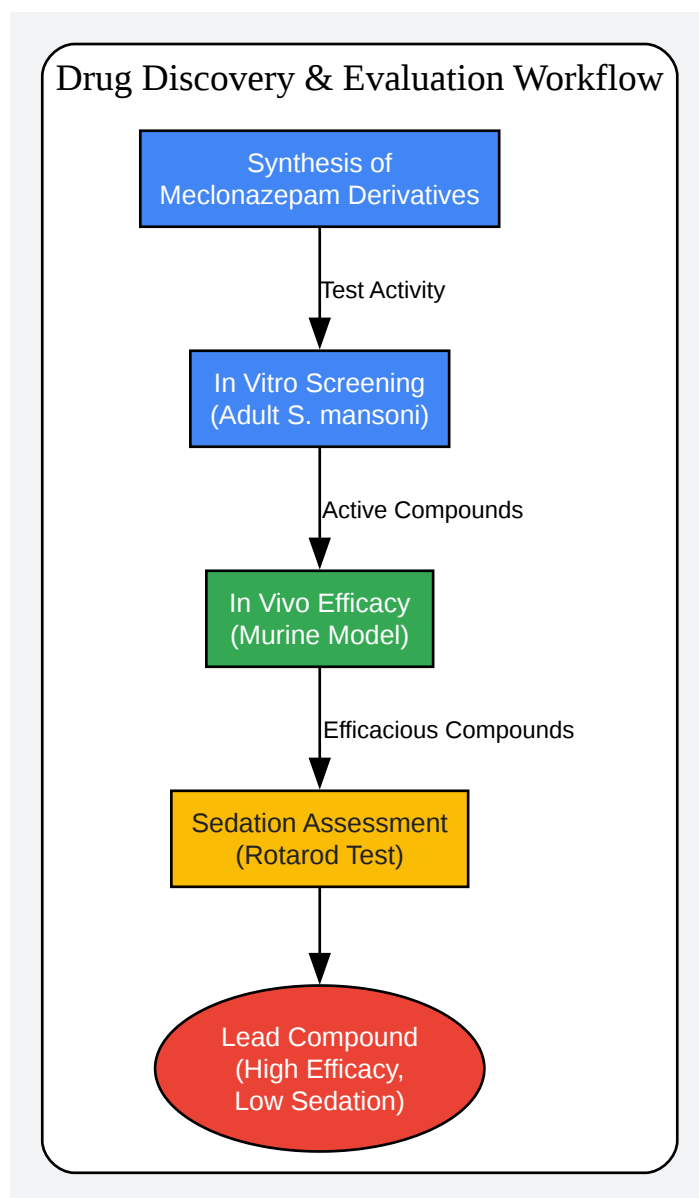 Drug Discovery & Evaluation Workflow
Synthesis of
Meclonazepam Derivatives
Test Activity
In Vitro Screening
(Adult S. mansoni)
Active Compounds
In Vivo Efficacy
(Murine Model)
Efficacious Compounds
Sedation Assessment
(Rotarod Test)
Lead Compound
(High Efficacy,
Low Sedation)